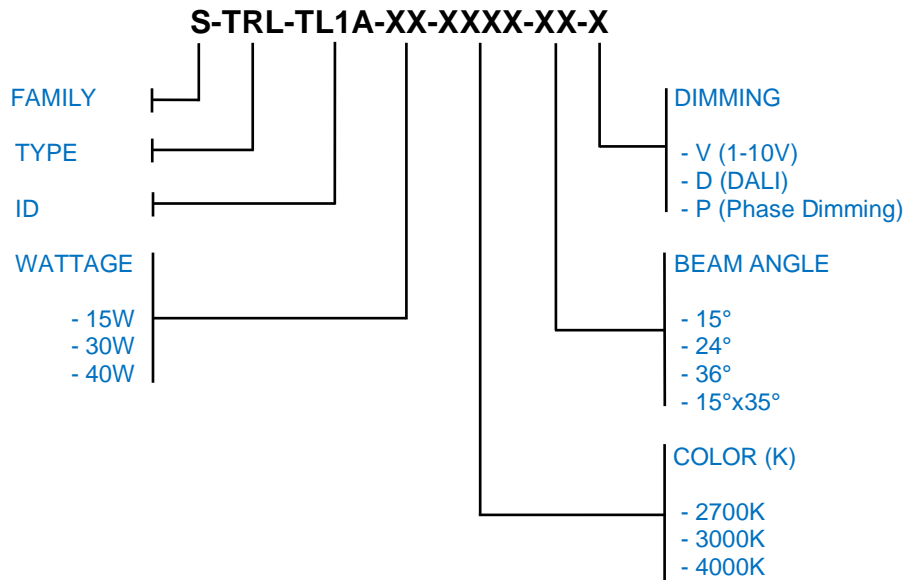 S-TRL-TL1A-XX-XXXX-XX-X
FAMILY
TYPE
ID
WATTAGE
- 15W
- 30W
- 40W
DIMMING
- V (1-10V)
- D (DALI)
- P (Phase Dimming)
BEAM ANGLE
- 15°
- 24°
- 36°
- 15°x35°
COLOR (K)
- 2700K
- 3000K
- 4000K